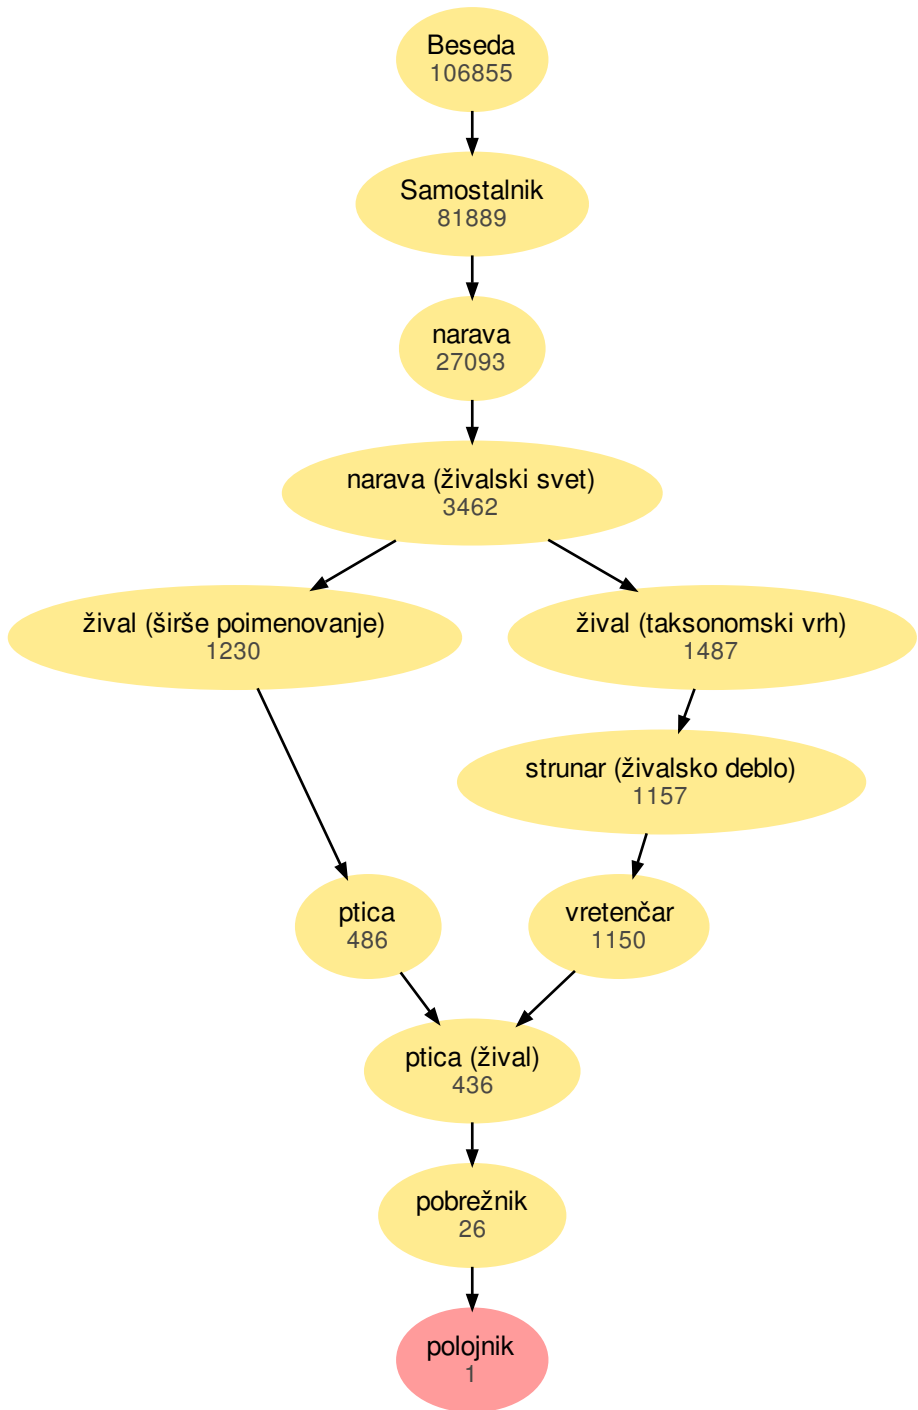 Beseda
106855
Samostalnik
81889
narava
27093
narava (živalski svet)
3462
žival (širše poimenovanje)
1230
žival (taksonomski vrh)
1487
strunar (živalsko deblo)
1157
ptica
486
vretenčar
1150
ptica (žival)
436
pobrežnik
26
polojnik
1